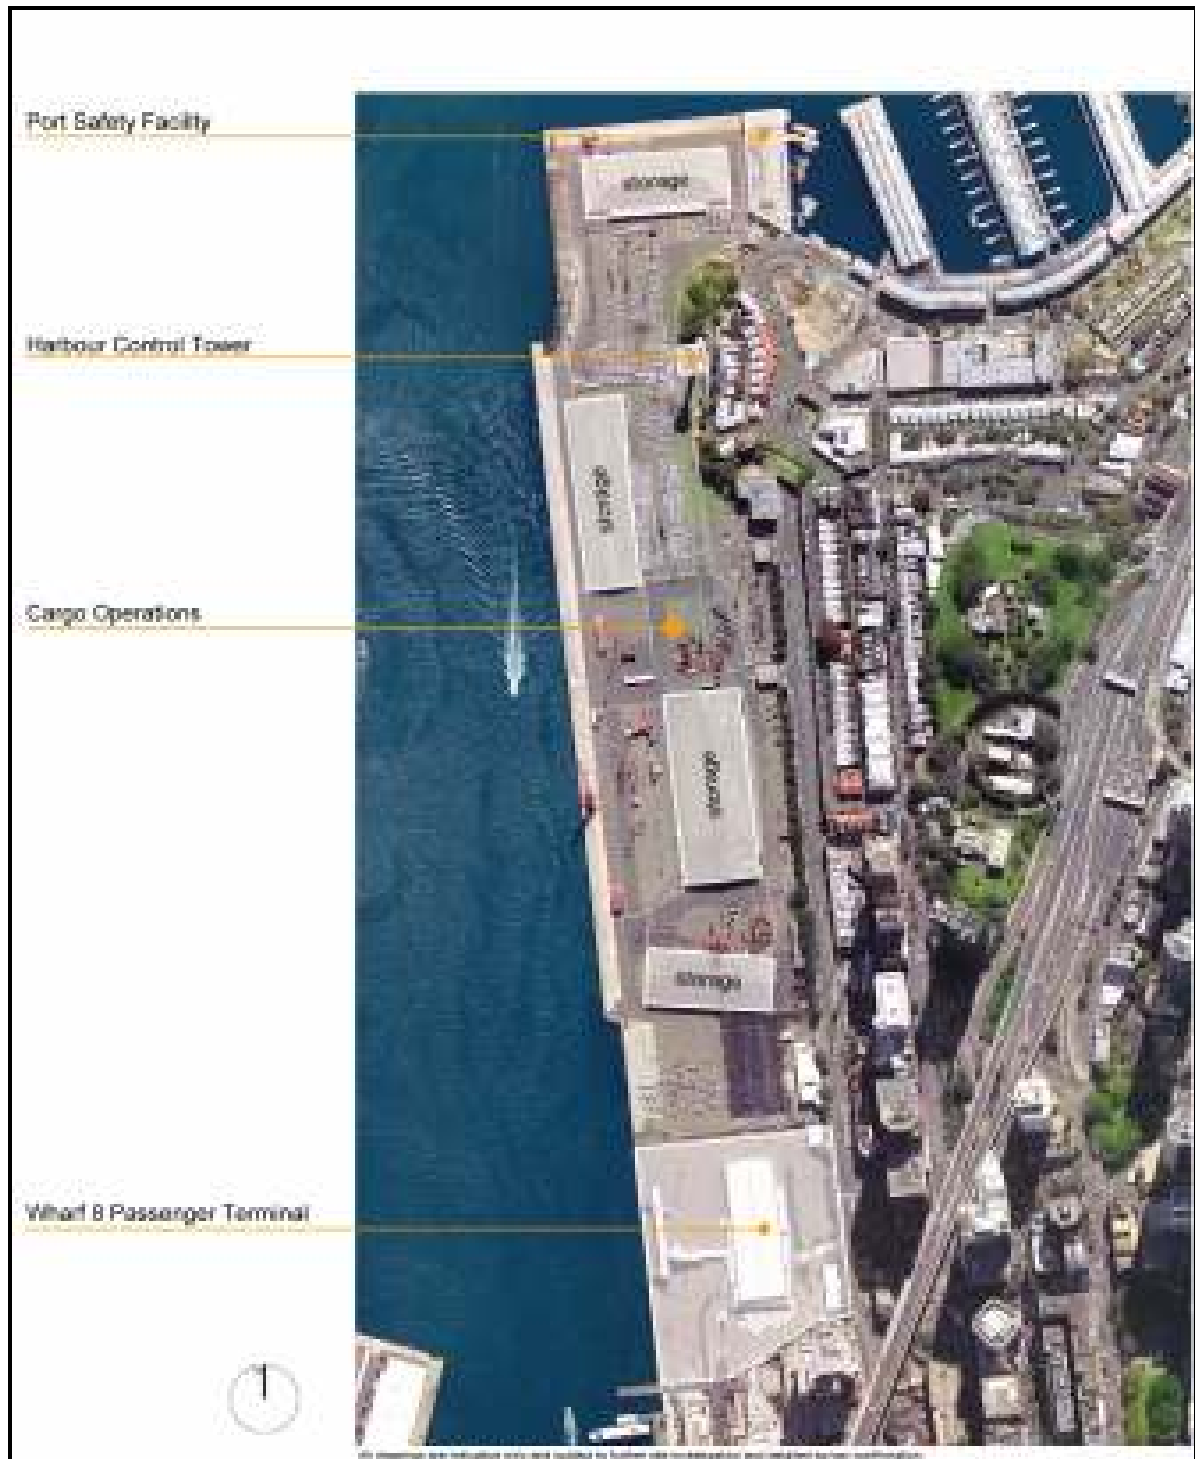 Port Safety Facility
storage
Harbour Control Tower
storage
Cargo Operations
storage
storage
Wharf 8 Passenger Terminal